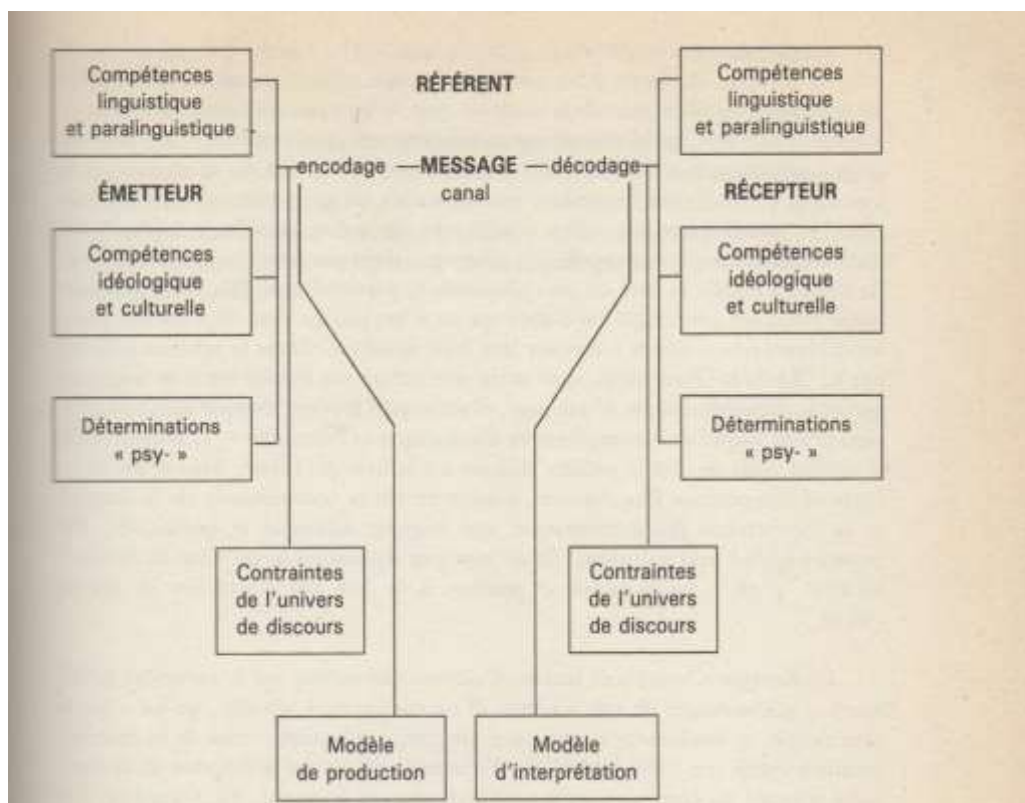 Compétences
linguistique
et paralinguistique
RÉFÉRENT
Compétences
linguistique
et paralinguistique
encodage — MESSAGE — décodage
canal
ÉMETTEUR
RÉCEPTEUR
Compétences
idéologique
et culturelle
Compétences
idéologique
et culturelle
Déterminations
« psy- »
Déterminations
« psy- »
Contraintes
de l'univers
de discours
Contraintes
de l'univers
de discours
Modèle
de production
Modèle
d'interprétation